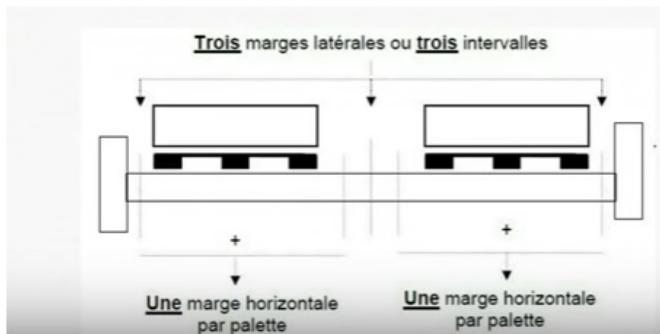 Trois marges latérales ou trois intervalles
+
+
Une marge horizontale
par palette
Une marge horizontale
par palette